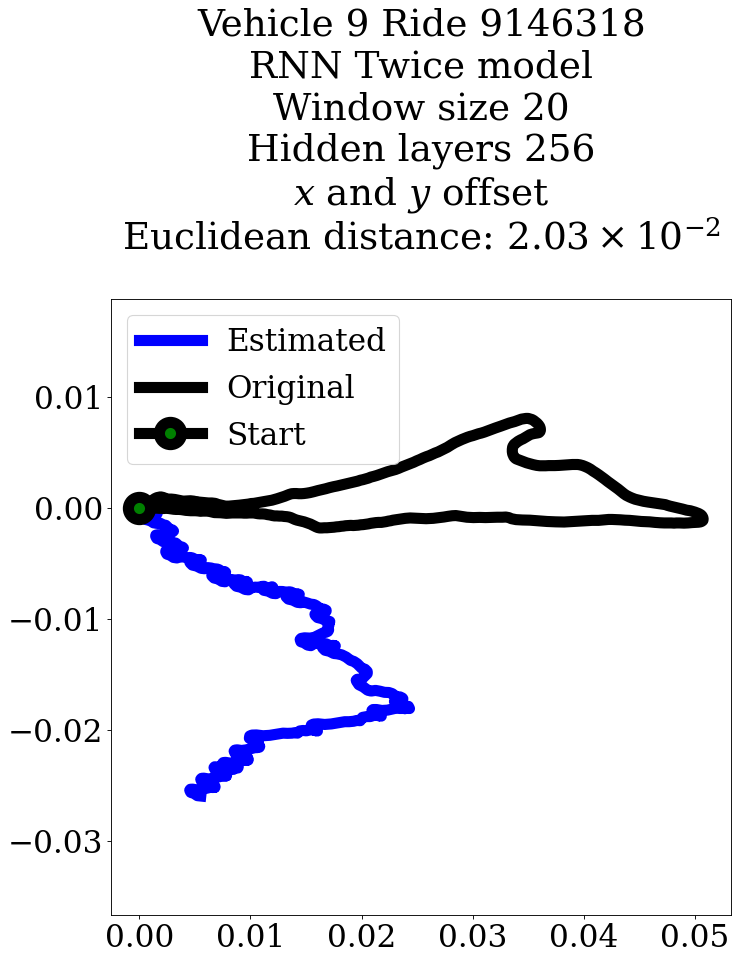 Vehicle 9 Ride 9146318
RNN Twice model
Window size 20
Hidden layers 256
x and y offset
Euclidean distance: 2.03 × 10⁻²
Estimated
Original
Start
0.01
0.00
−0.01
−0.02
−0.03
0.00 0.01 0.02 0.03 0.04 0.05